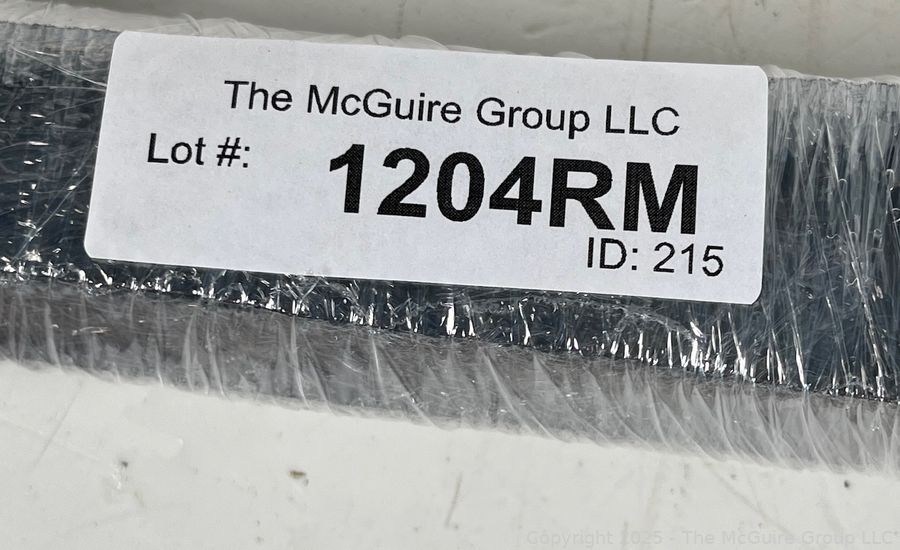 The McGuire Group LLC
Lot #: 1204RM
ID: 215
Copyright 2025 - The McGuire Group LLC